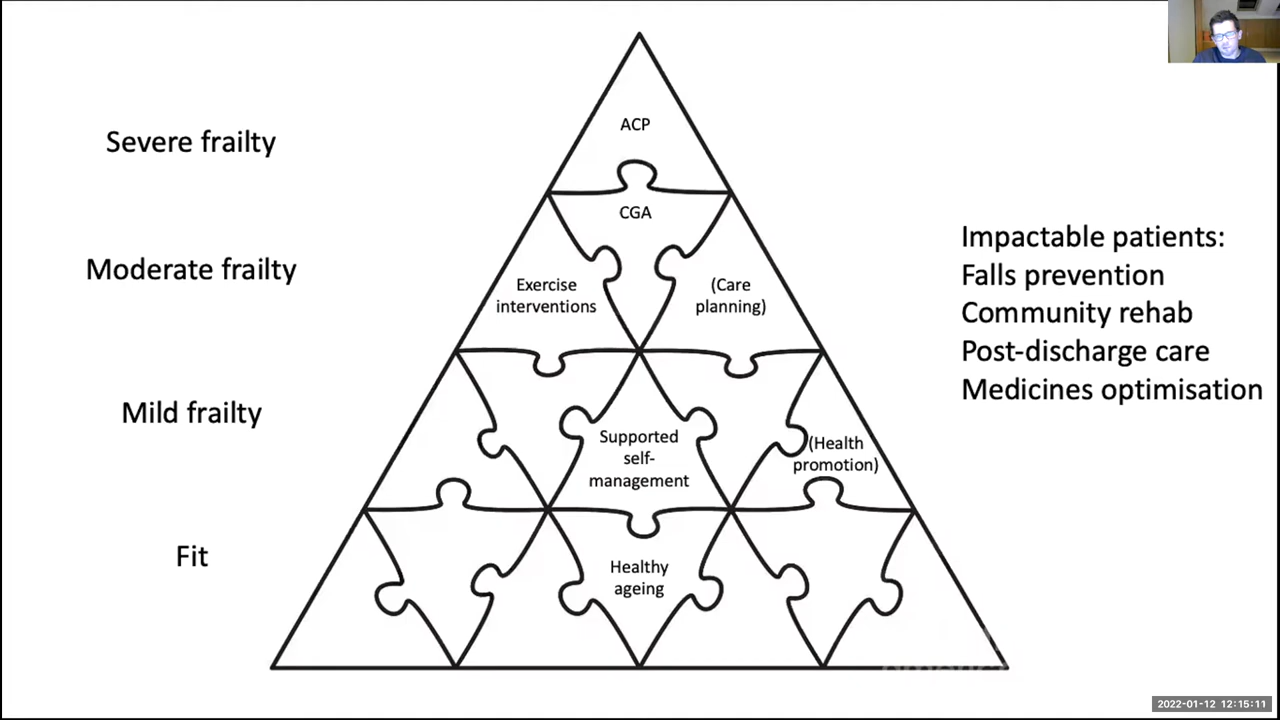 Severe frailty
ACP
CGA
Moderate frailty
Exercise
interventions
(Care
planning)
Mild frailty
Supported
self-
management
(Health
promotion)
Fit
Healthy
ageing
Impactable patients:
Falls prevention
Community rehab
Post-discharge care
Medicines optimisation
2022-01-12 12:15:11